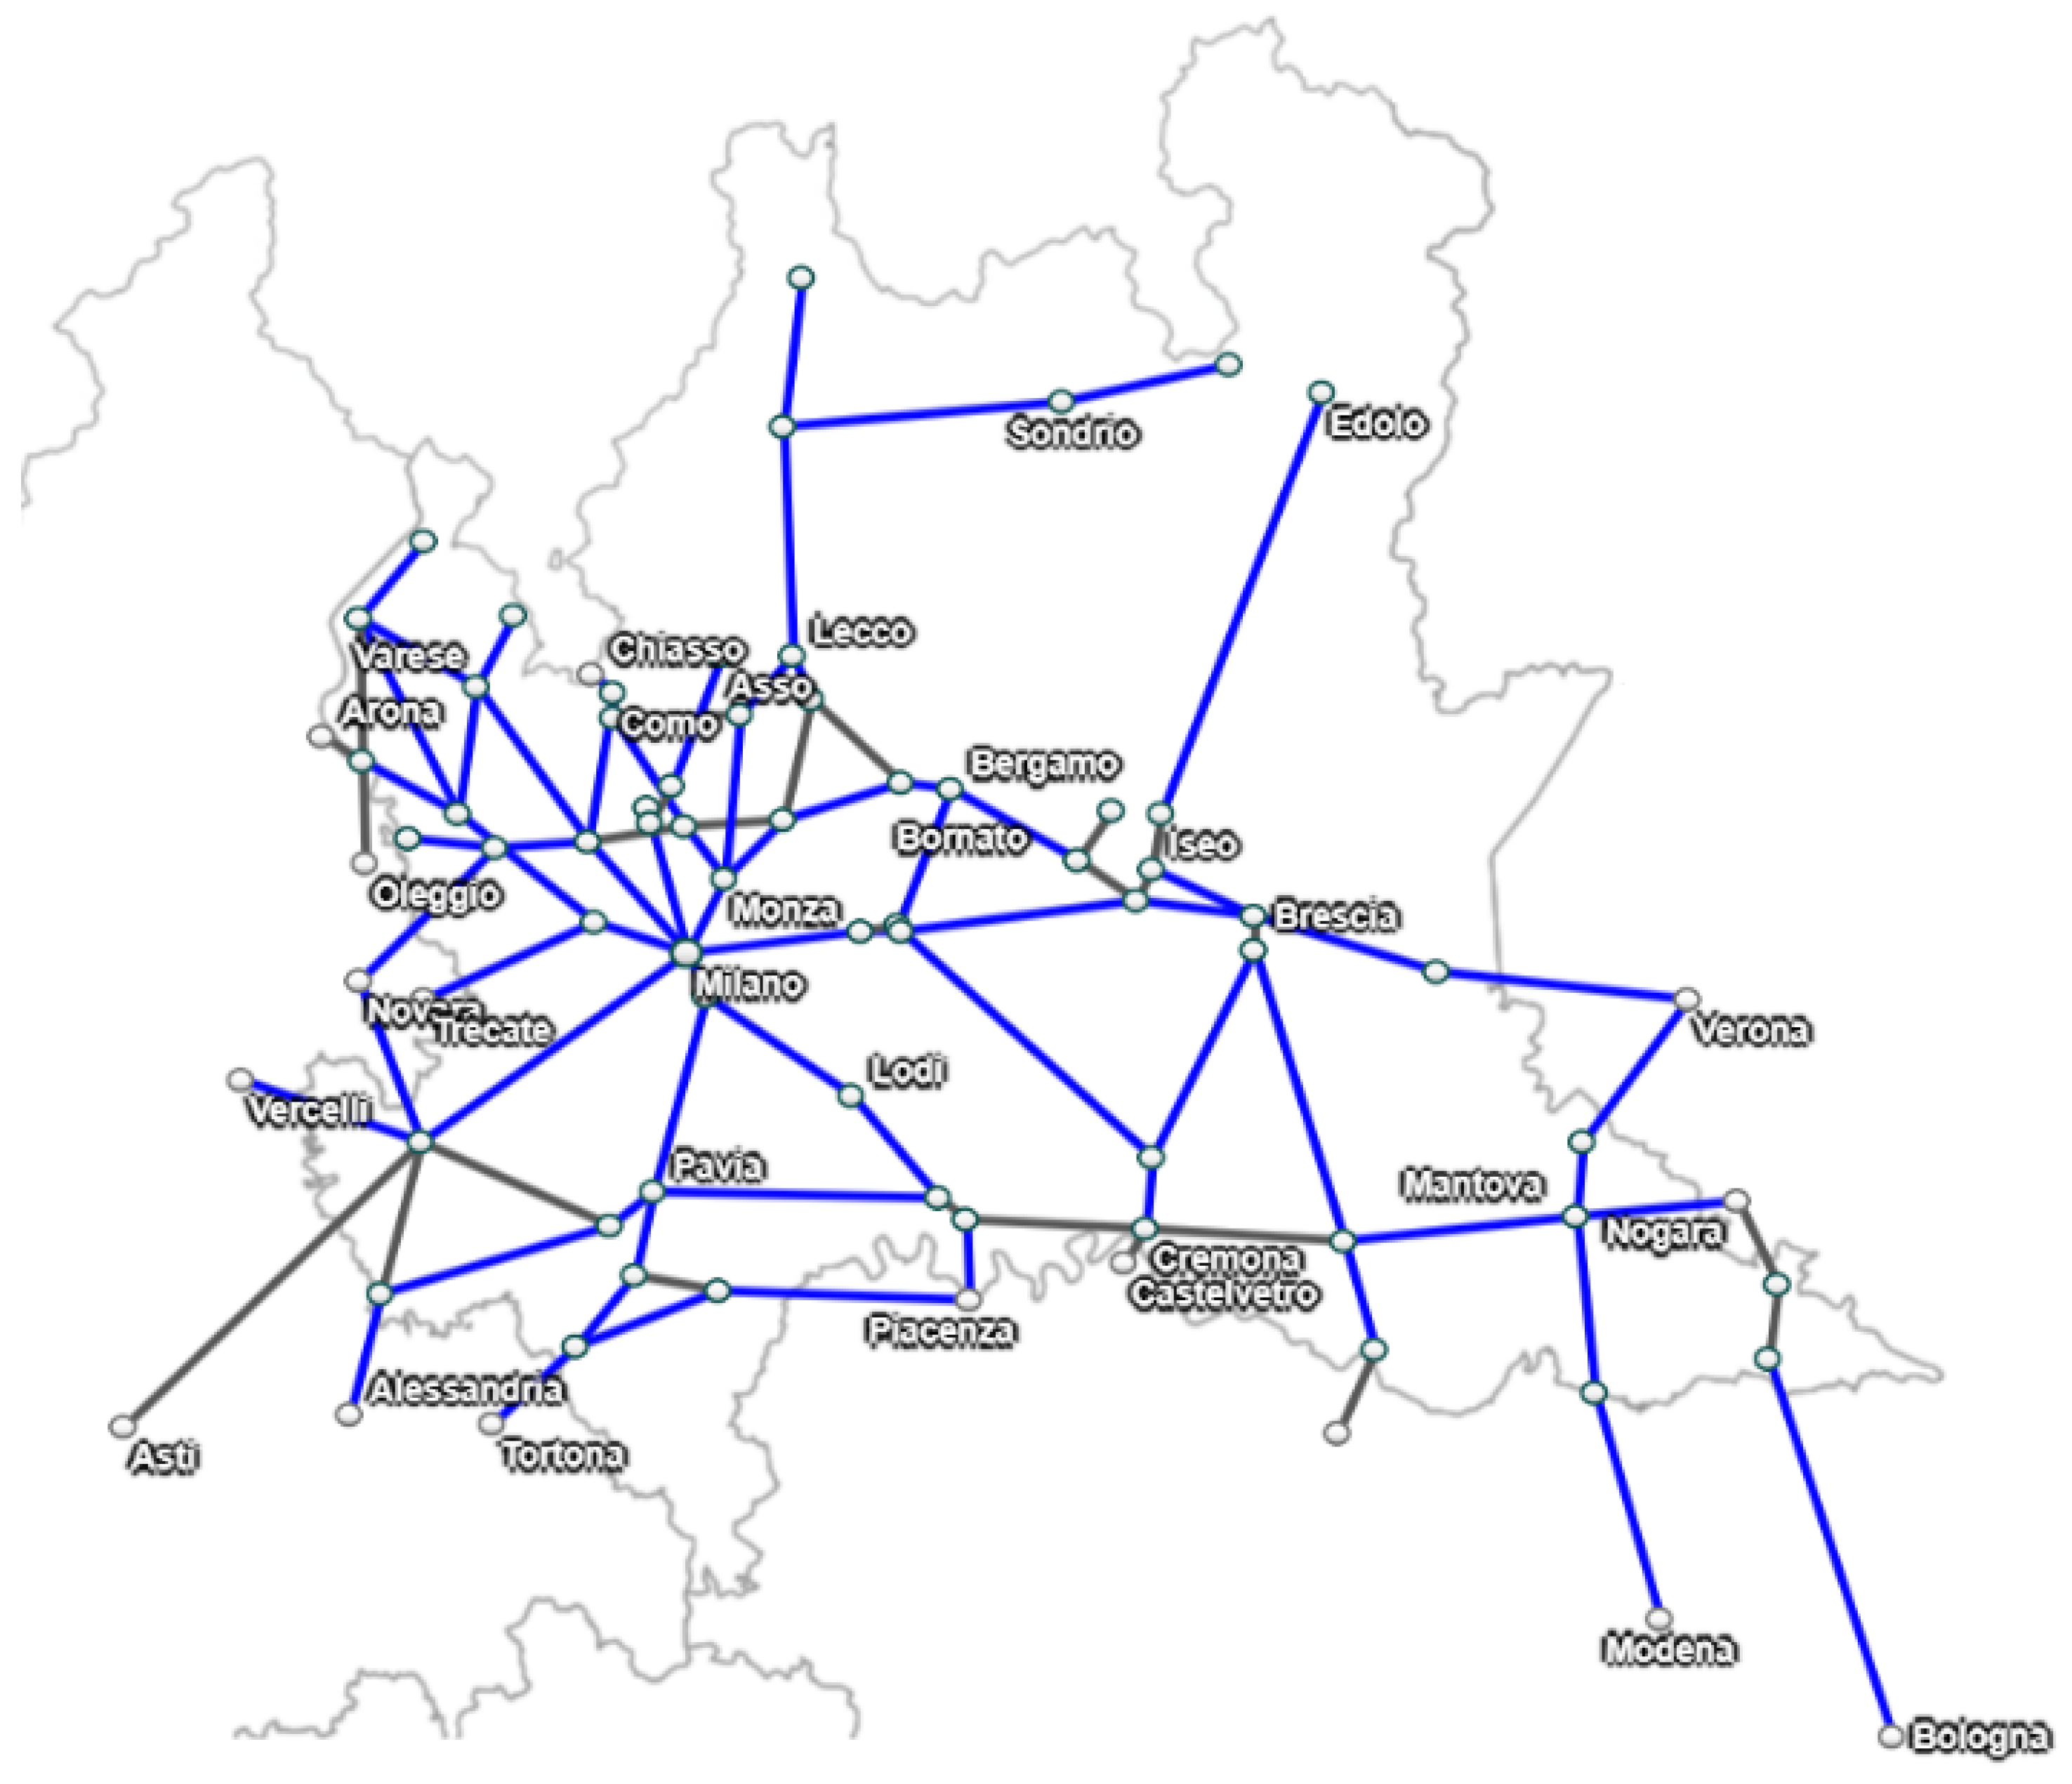 Sondrio
Edolo
Lecco
Chiasso
Varese
Asso
Arona
Como
Bergamo
Bornato
Iseo
Oleggio
Monza
Brescia
Milano
Novara
Trecate
Verona
Lodi
Vercelli
Pavia
Mantova
Nogara
Cremona
Castelvetro
Piacenza
Alessandria
Asti
Tortona
Modena
Bologna